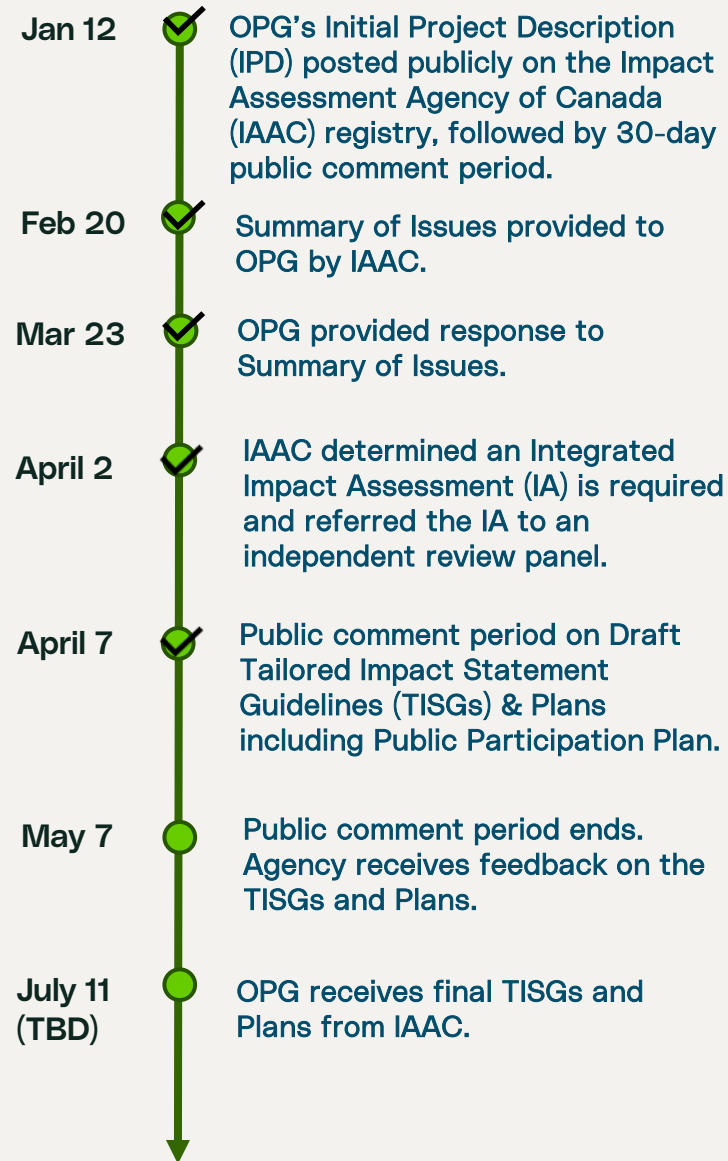 Jan 12
OPG's Initial Project Description
(IPD) posted publicly on the Impact
Assessment Agency of Canada
(IAAC) registry, followed by 30-day
public comment period.
Feb 20
Summary of Issues provided to
OPG by IAAC.
Mar 23
OPG provided response to
Summary of Issues.
April 2
IAAC determined an Integrated
Impact Assessment (IA) is required
and referred the IA to an
independent review panel.
April 7
Public comment period on Draft
Tailored Impact Statement
Guidelines (TISGs) & Plans
including Public Participation Plan.
May 7
Public comment period ends.
Agency receives feedback on the
TISGs and Plans.
July 11
(TBD)
OPG receives final TISGs and
Plans from IAAC.